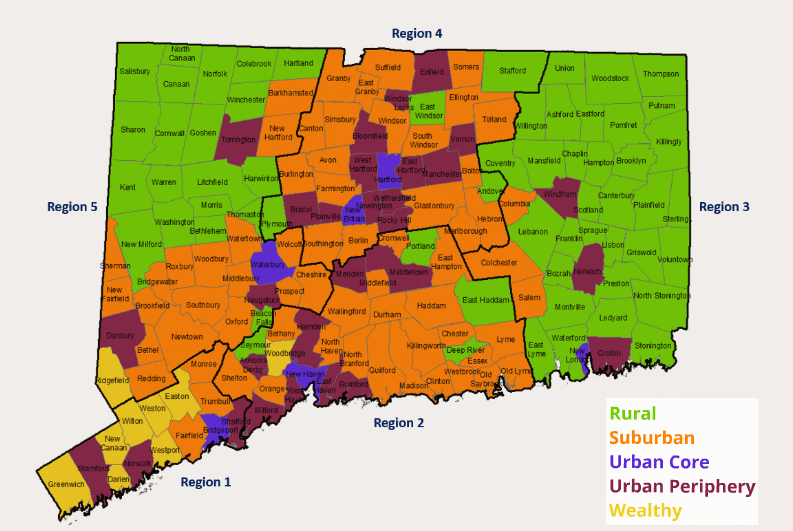 Region 4
North
Canaan
Salisbury
Canaan
Norfolk
Colebrook
Hartland
Winchester
Barkhamsted
Granby
Suffield
East
Granby
Enfield
Somers
Stafford
Union
Woodstock
Thompson
Putnam
Windsor
Locks
East
Windsor
Ellington
Sharon
Cornwall
Goshen
Torrington
New
Hartford
Canton
Simsbury
Windsor
Bloomfield
South
Windsor
Vernon
Tolland
Willington
Ashford
Eastford
Pomfret
Killingly
Avon
West
Hartford
Hartford
East
Hartford
Manchester
Bolton
Coventry
Mansfield
Chaplin
Hampton
Brooklyn
Kent
Warren
Litchfield
Harwinton
Burlington
Farmington
Wethersfield
Newington
Glastonbury
Andover
Columbia
Windham
Scotland
Canterbury
Plainfield
Sterling
Region 5
Region 3
Morris
Washington
Bethlehem
Thomaston
Plymouth
Bristol
Plainville
New
Britain
Rocky Hill
Hebron
Marlborough
Lebanon
Sprague
Franklin
Lisbon
Griswold
Voluntown
New Milford
Watertown
Wolcott
Southington
Berlin
Cromwell
Portland
East
Hampton
Colchester
Bozrah
Norwich
Preston
North Stonington
Sherman
Roxbury
Woodbury
Waterbury
Middlebury
Cheshire
Meriden
Middletown
Middlefield
Bridgewater
Prospect
Naugatuck
New
Fairfield
Brookfield
Southbury
Oxford
Beacon
Falls
Wallingford
Durham
Haddam
East Haddam
Salem
Montville
Ledyard
Danbury
Bethel
Newtown
Seymour
Bethany
Hamden
Woodbridge
North
Haven
North
Branford
Killingworth
Chester
Deep River
Essex
Lyme
East
Lyme
Waterford
New
London
Groton
Stonington
Ridgefield
Redding
Monroe
Shelton
Ansonia
Derby
Orange
New Haven
West
Haven
East
Haven
Branford
Guilford
Madison
Clinton
Westbrook
Old
Saybrook
Old Lyme
Easton
Weston
Wilton
Trumbull
Stratford
Milford
Bridgeport
Fairfield
Westport
New
Canaan
Norwalk
Stamford
Darien
Greenwich
Region 2
Region 1
Rural
Suburban
Urban Core
Urban Periphery
Wealthy